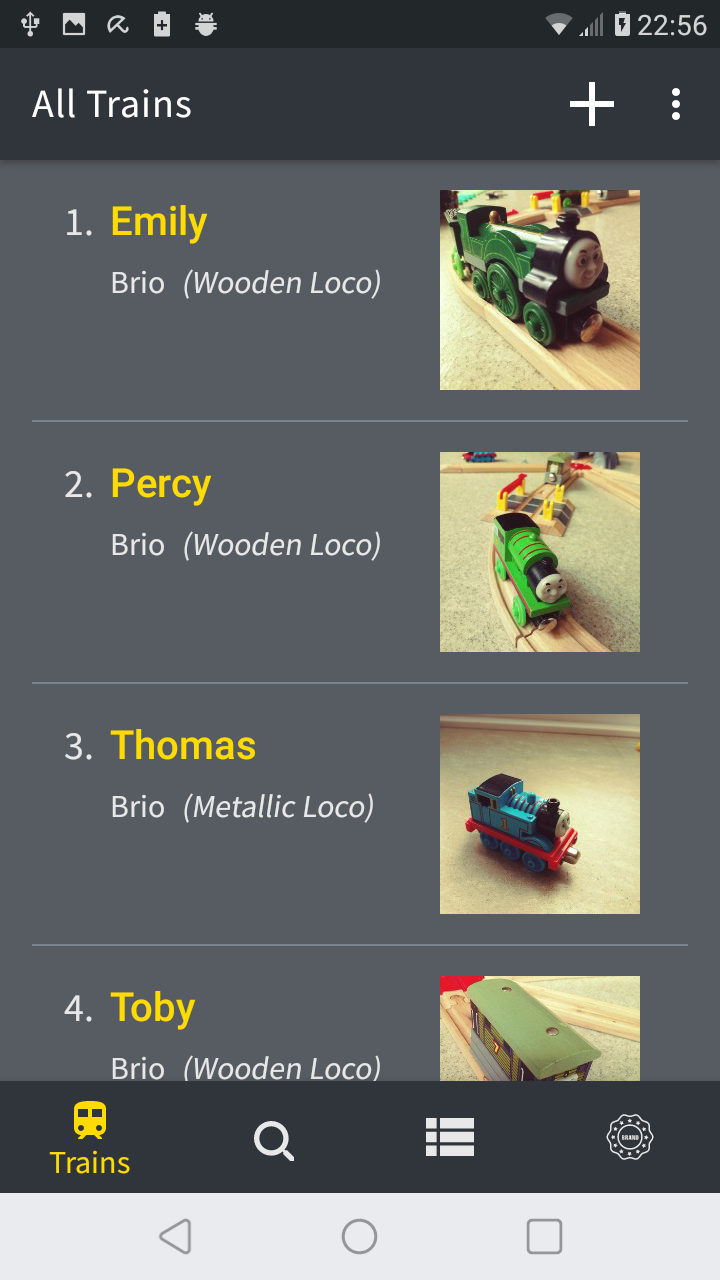 22:56
All Trains
1. Emily
Brio (Wooden Loco)
2. Percy
Brio (Wooden Loco)
3. Thomas
Brio (Metallic Loco)
4. Toby
Brio (Wooden Loco)
Trains
BRAND